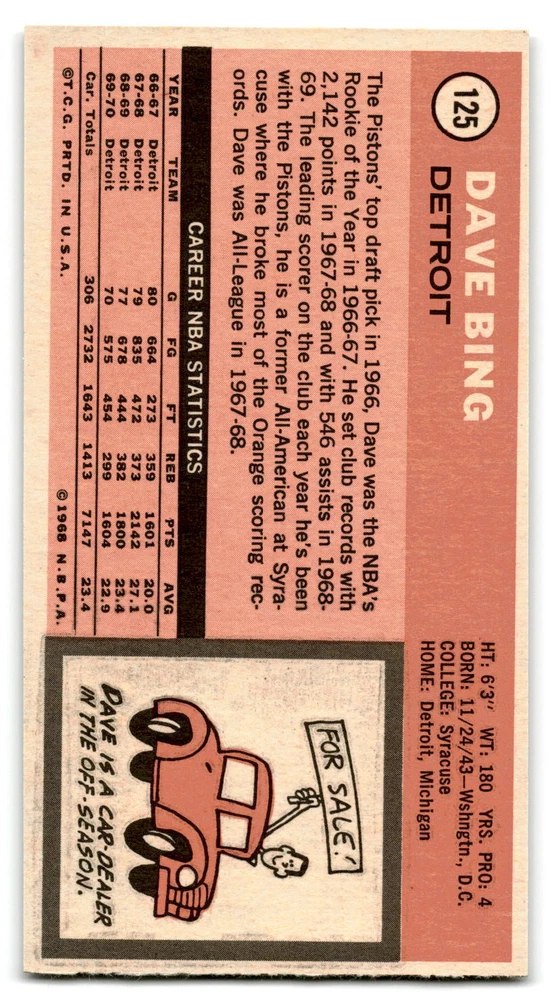 125
DAVE BING
DETROIT
HT: 6'3" WT: 180 YRS. PRO: 4
BORN: 11/24/43—Wshngtn., D.C.
COLLEGE: Syracuse
HOME: Detroit, Michigan
The Pistons' top draft pick in 1966, Dave was the NBA's
Rookie of the Year in 1966-67. He set club records with
2,142 points in 1967-68 and with 546 assists in 1968-
69. The leading scorer on the club each year he's been
with the Pistons, he is a former All-American at Syra-
cuse where he broke most of the Orange scoring rec-
ords. Dave was All-League in 1967-68.
CAREER NBA STATISTICS
YEAR TEAM G FG FT REB PTS AVG
66-67 Detroit 80 664 273 359 1601 20.0
67-68 Detroit 79 835 472 373 2142 27.1
68-69 Detroit 77 678 444 382 1800 23.4
69-70 Detroit 70 575 454 299 1604 22.9
Car. Totals 306 2732 1643 1413 7147 23.4
©T.C.G. PRTD. IN U.S.A. ©1968 N.B.P.A.
FOR SALE!
DAVE IS A CAR-DEALER
IN THE OFF-SEASON.